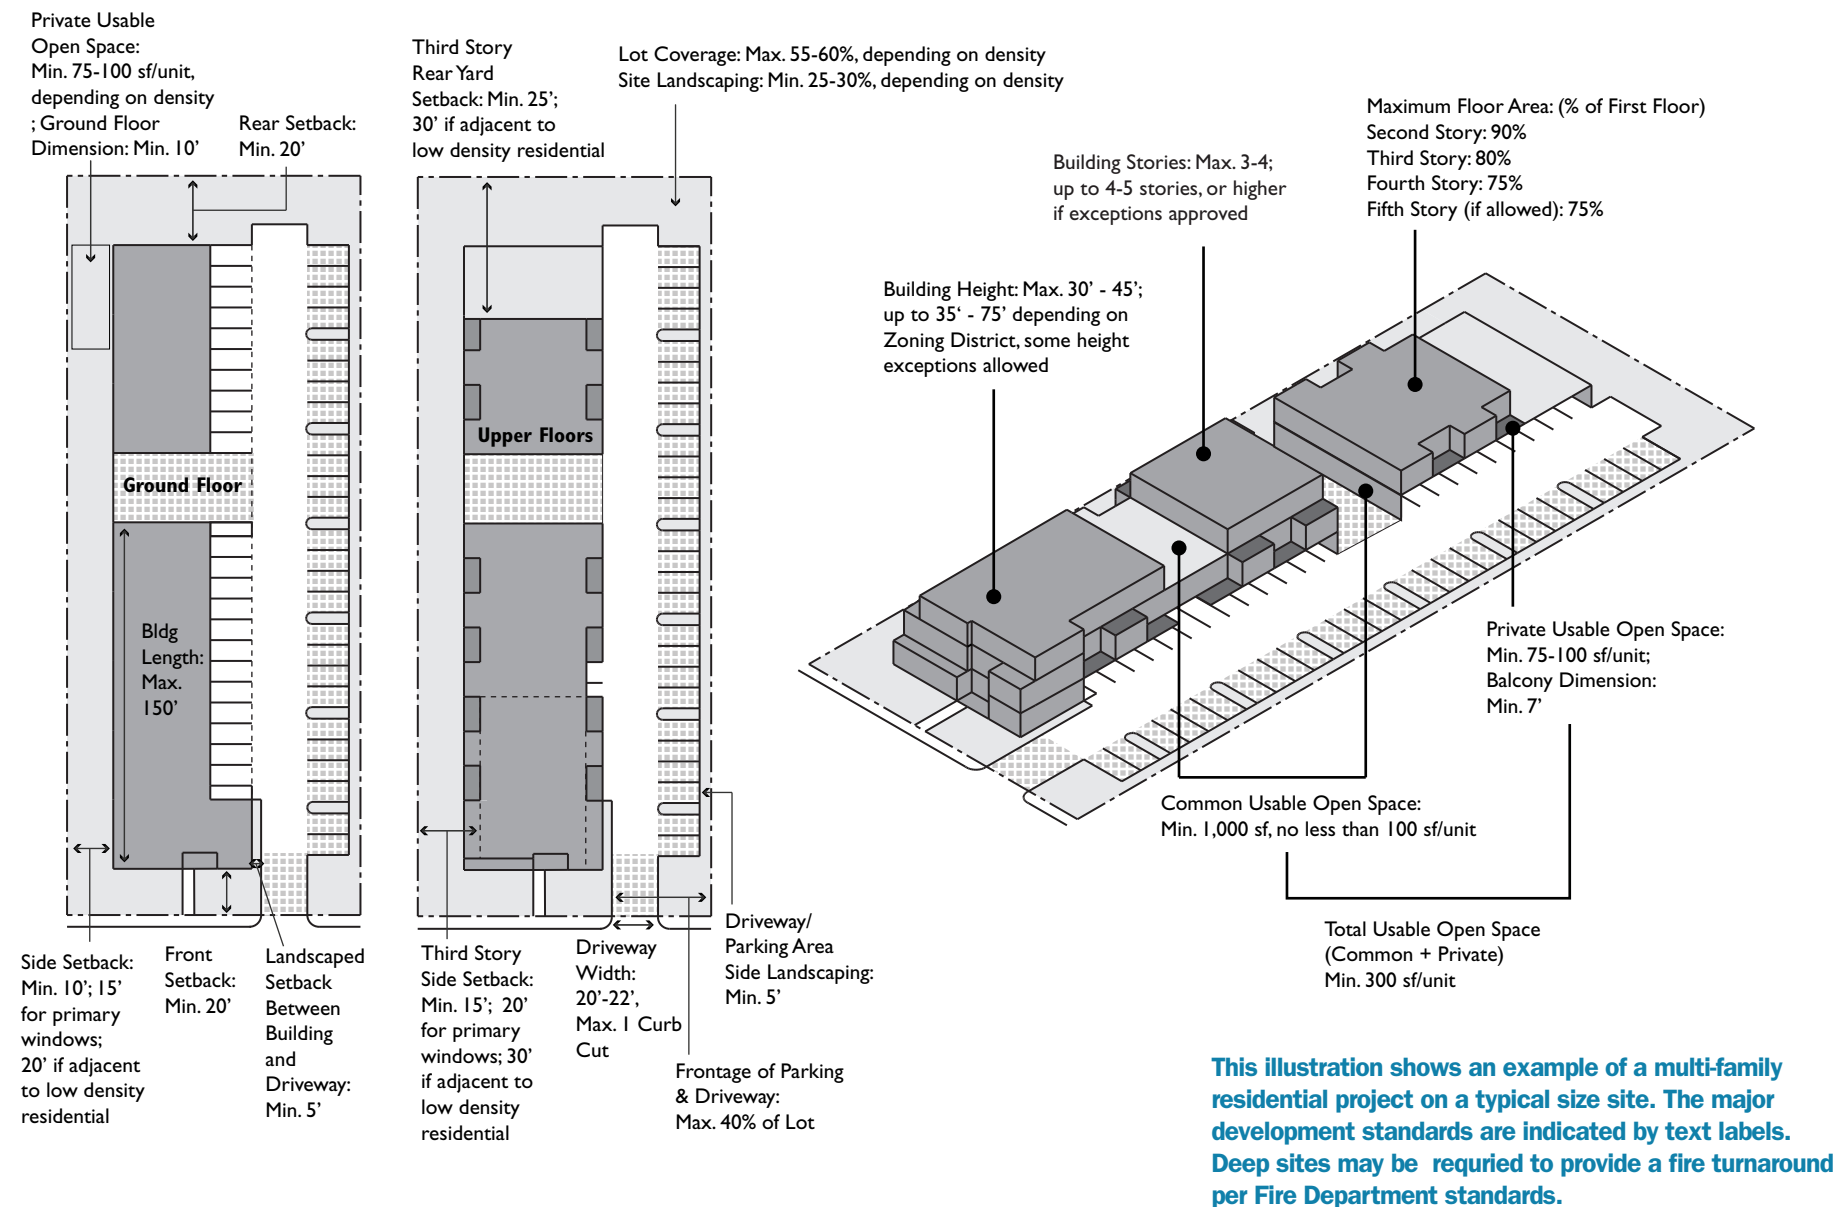 Private Usable
Open Space:
Min. 75-100 sf/unit,
depending on density
; Ground Floor
Dimension: Min. 10’
Rear Setback:
Min. 20’
Third Story
Rear Yard
Setback: Min. 25’;
30’ if adjacent to
low density residential
Lot Coverage: Max. 55-60%, depending on density
Site Landscaping: Min. 25-30%, depending on density
Building Stories: Max. 3-4;
up to 4-5 stories, or higher
if exceptions approved
Maximum Floor Area: (% of First Floor)
Second Story: 90%
Third Story: 80%
Fourth Story: 75%
Fifth Story (if allowed): 75%
Building Height: Max. 30’ - 45’;
up to 35‘ - 75’ depending on
Zoning District, some height
exceptions allowed
Ground Floor
Upper Floors
Bldg
Length:
Max.
150’
Private Usable Open Space:
Min. 75-100 sf/unit;
Balcony Dimension:
Min. 7’
Common Usable Open Space:
Min. 1,000 sf, no less than 100 sf/unit
Total Usable Open Space
(Common + Private)
Min. 300 sf/unit
Side Setback:
Min. 10’; 15’
for primary
windows;
20’ if adjacent
to low density
residential
Front
Setback:
Min. 20’
Landscaped
Setback
Between
Building
and
Driveway:
Min. 5’
Third Story
Side Setback:
Min. 15’; 20’
for primary
windows; 30’
if adjacent to
low density
residential
Driveway
Width:
20’-22’,
Max. 1 Curb
Cut
Driveway/
Parking Area
Side Landscaping:
Min. 5’
Frontage of Parking
& Driveway:
Max. 40% of Lot
This illustration shows an example of a multi-family
residential project on a typical size site. The major
development standards are indicated by text labels.
Deep sites may be requried to provide a fire turnaround
per Fire Department standards.